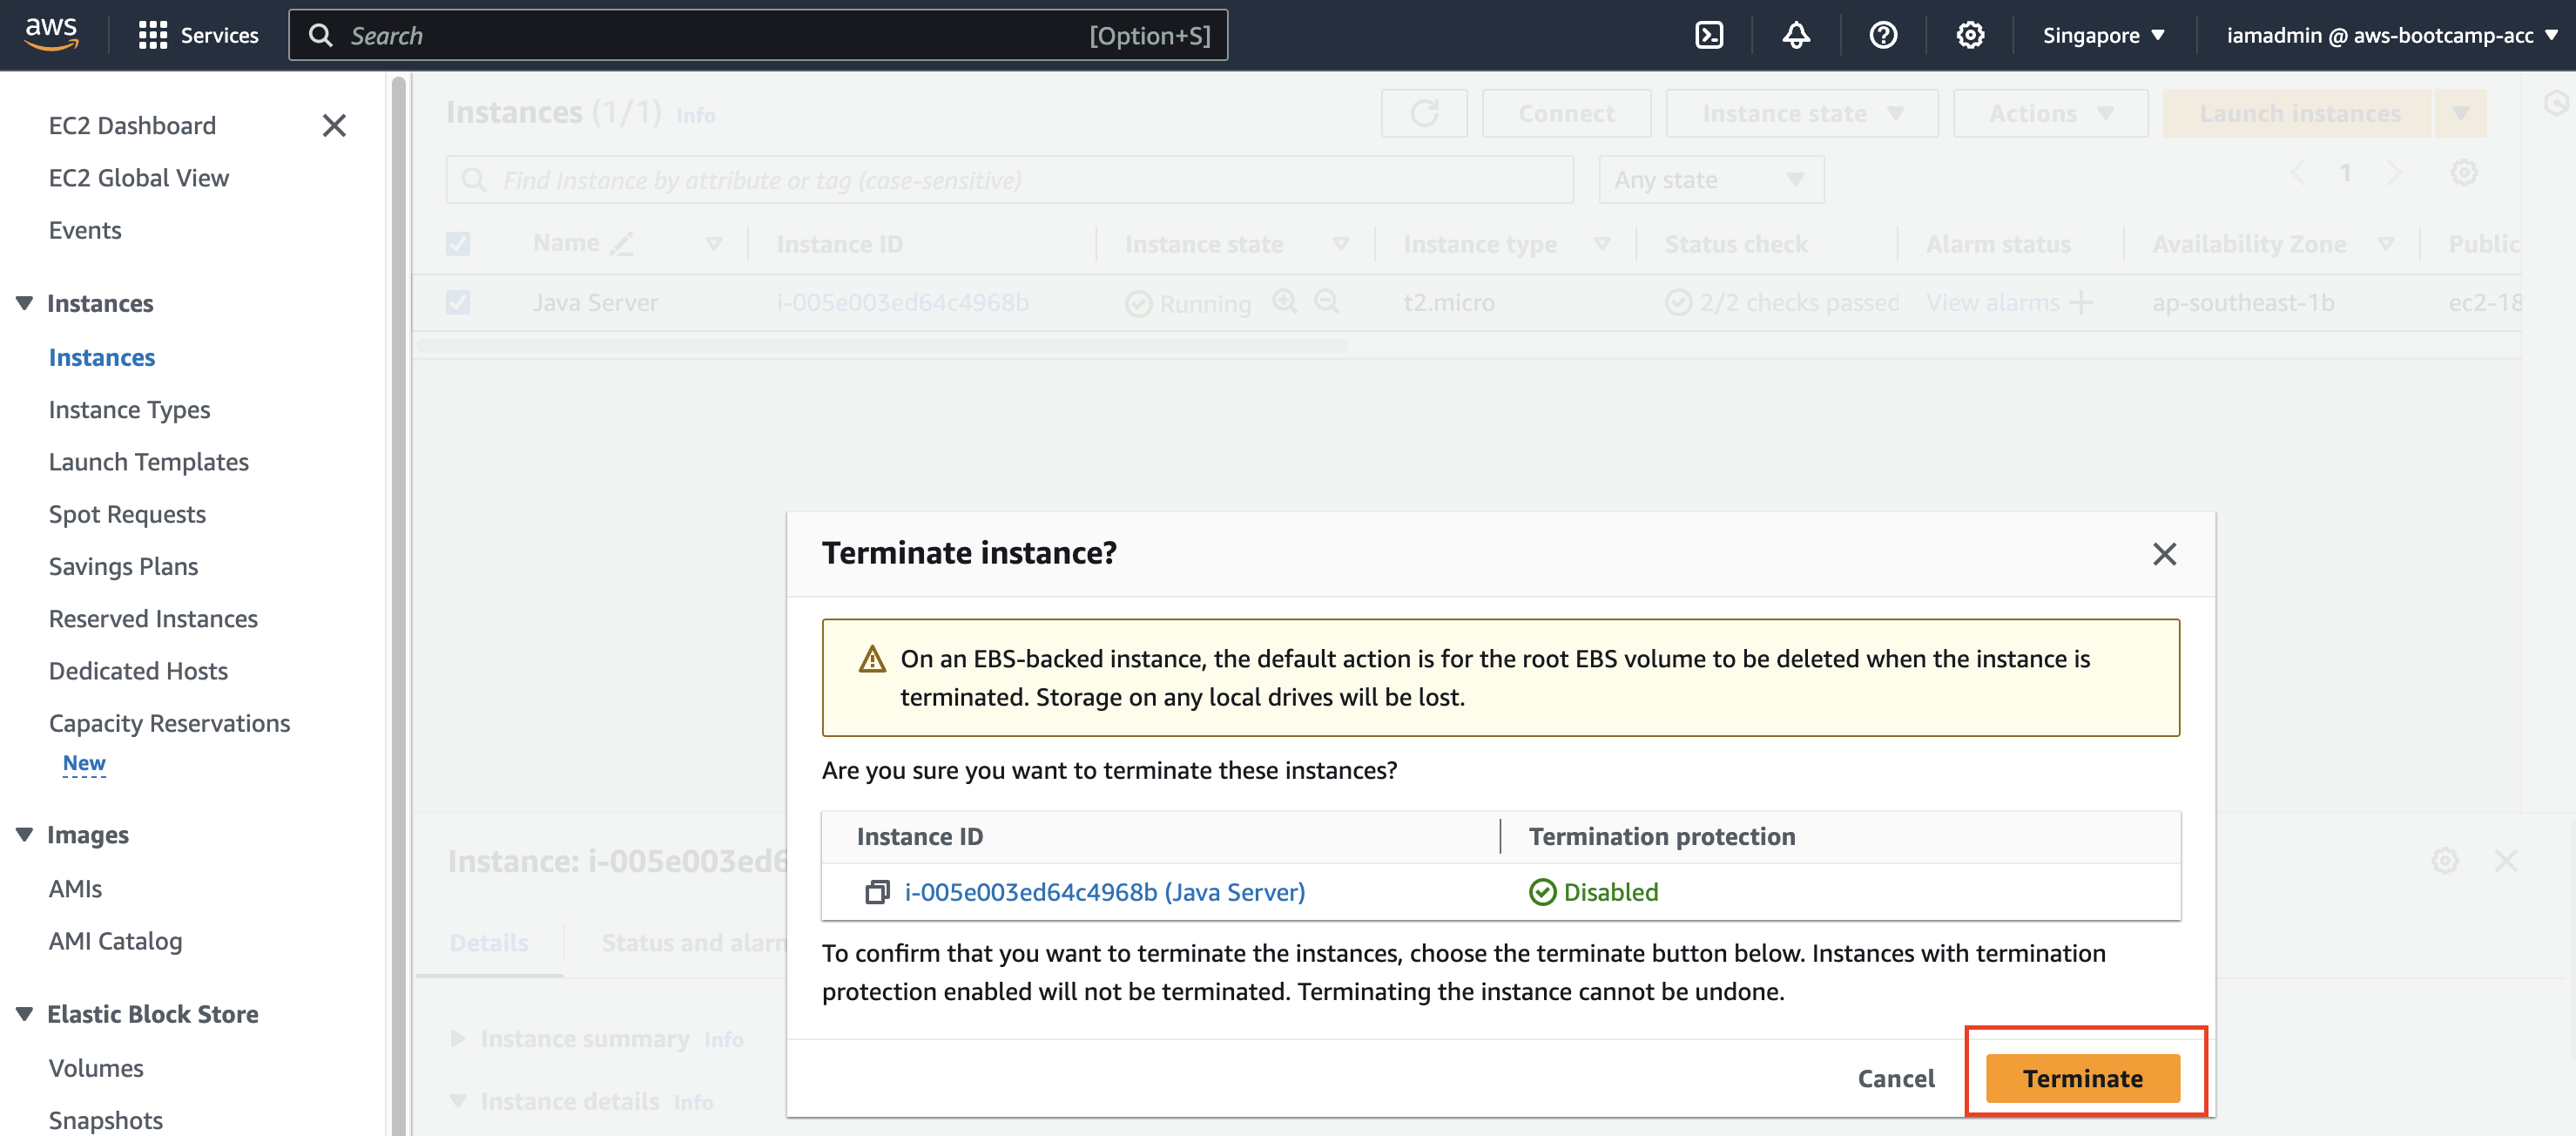 aws Services Search [Option+S] Singapore iamadmin @ aws-bootcamp-acc
EC2 Dashboard
EC2 Global View
Events
Instances
Instances
Instance Types
Launch Templates
Spot Requests
Savings Plans
Reserved Instances
Dedicated Hosts
Capacity Reservations
New
Images
AMIs
AMI Catalog
Elastic Block Store
Volumes
Snapshots
Instances (1/1) Info Connect Instance state Actions Launch instances
Find Instance by attribute or tag (case-sensitive) Any state 1
Name Instance ID Instance state Instance type Status check Alarm status Availability Zone Public
Java Server i-005e003ed64c4968b Running t2.micro 2/2 checks passed View alarms ap-southeast-1b ec2-18
Terminate instance?
On an EBS-backed instance, the default action is for the root EBS volume to be deleted when the instance is
terminated. Storage on any local drives will be lost.
Are you sure you want to terminate these instances?
Instance ID Termination protection
i-005e003ed64c4968b (Java Server) Disabled
To confirm that you want to terminate the instances, choose the terminate button below. Instances with termination
protection enabled will not be terminated. Terminating the instance cannot be undone.
Cancel Terminate
Instance: i-005e003ed6
Details Status and alarm
Instance summary Info
Instance details Info